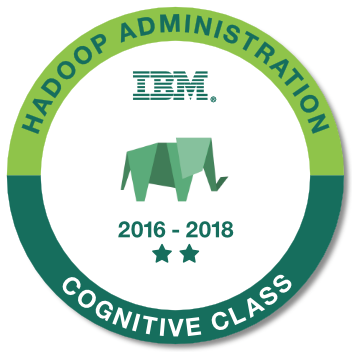 HADOOP ADMINISTRATION
IBM®
2016 - 2018
COGNITIVE CLASS